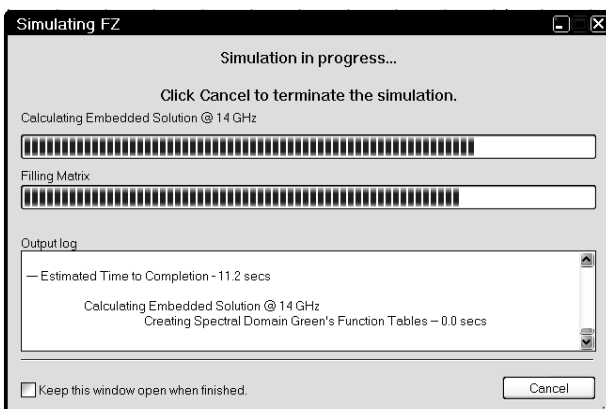 Simulating FZ
Simulation in progress...
Click Cancel to terminate the simulation.
Calculating Embedded Solution @ 14 GHz
Filling Matrix
Output log
— Estimated Time to Completion - 11.2 secs
Calculating Embedded Solution @ 14 GHz
Creating Spectral Domain Green's Function Tables – 0.0 secs
Keep this window open when finished.
Cancel